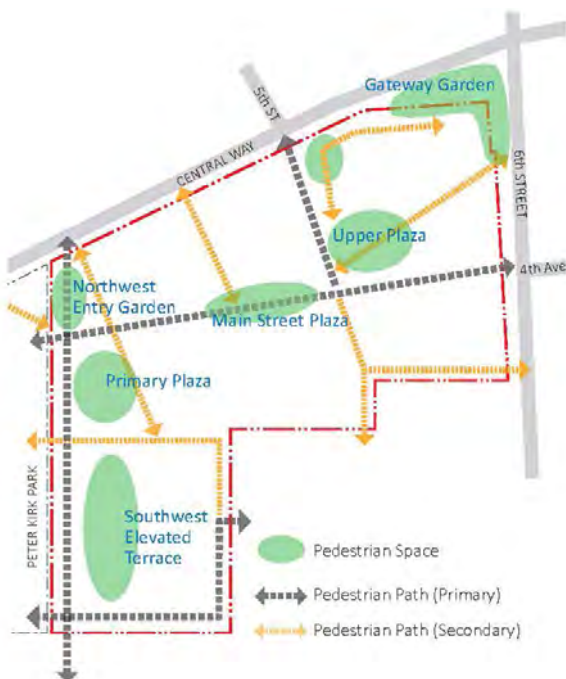 Gateway Garden
5th ST
CENTRAL WAY
6th STREET
Upper Plaza
4th Ave
Northwest
Entry Garden
Main Street Plaza
Primary Plaza
PETER KIRK PARK
Southwest
Elevated
Terrace
Pedestrian Space
Pedestrian Path (Primary)
Pedestrian Path (Secondary)